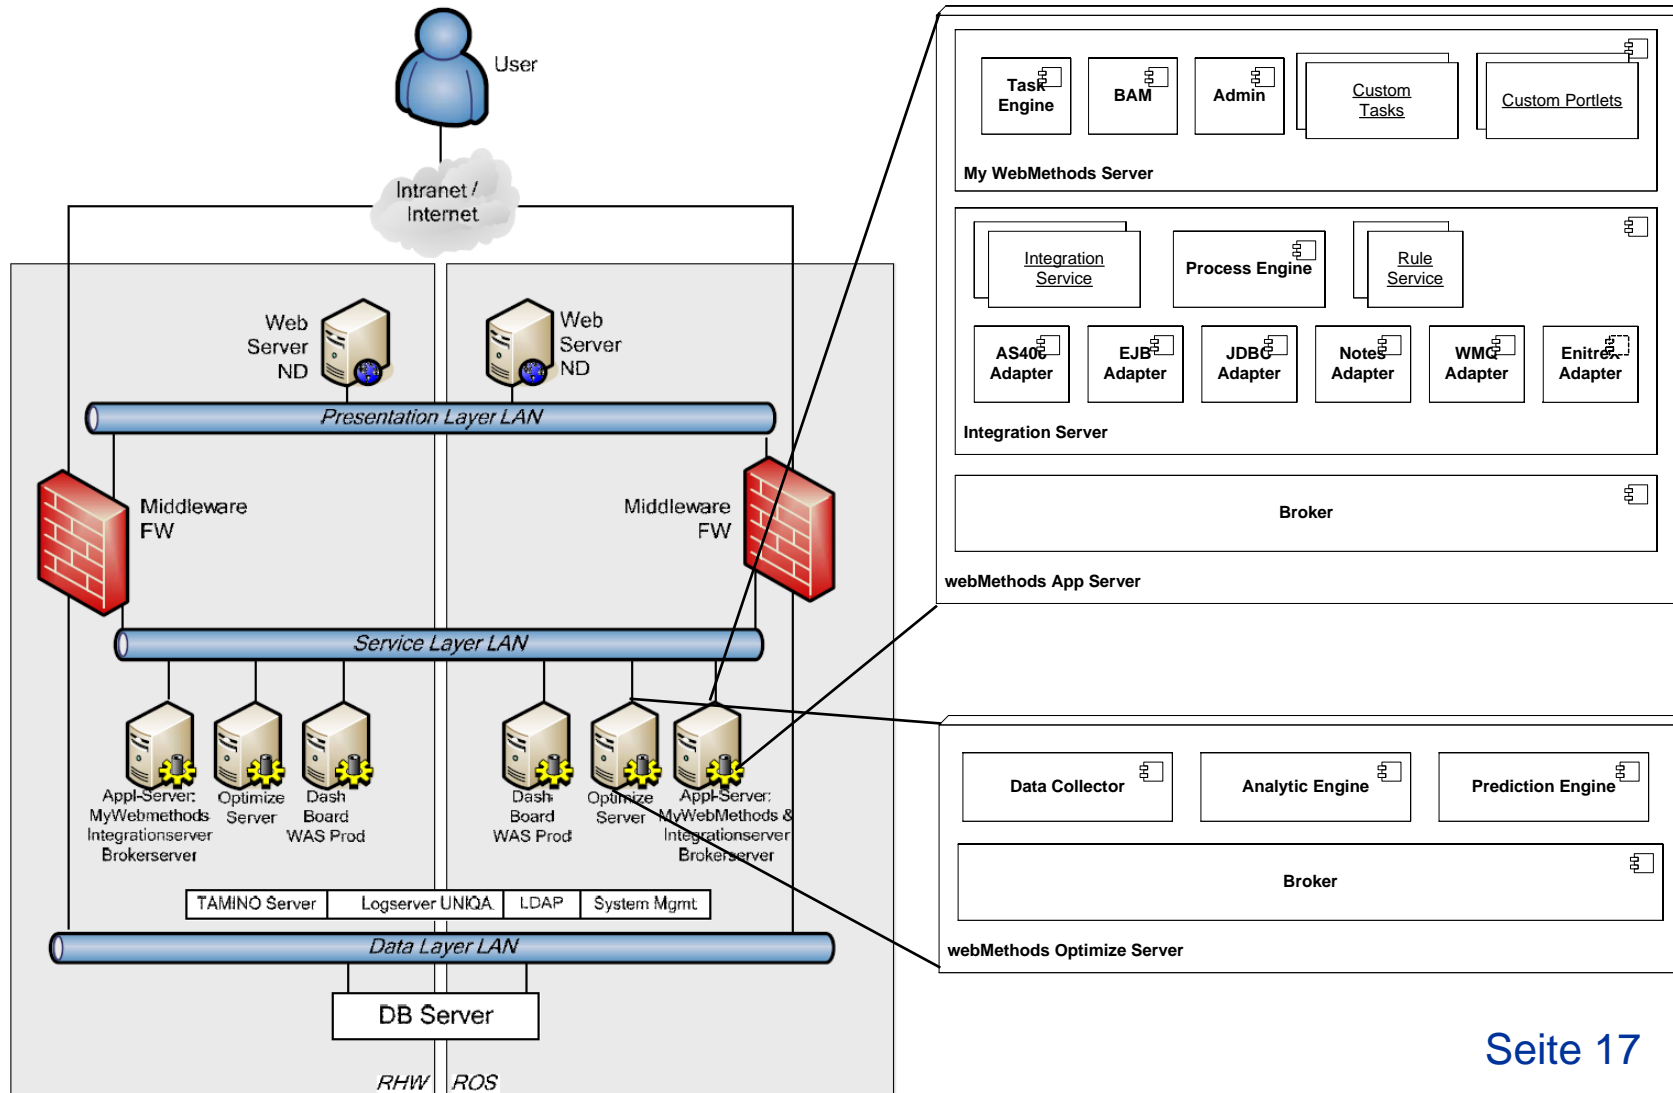 User
Intranet /
Internet
Web
Server
ND
Web
Server
ND
Presentation Layer LAN
Middleware
FW
Middleware
FW
Service Layer LAN
Appl-Server:
MyWebmethods
Integrationserver
Brokerserver
Optimize
Server
Dash
Board
WAS Prod
Dash
Board
WAS Prod
Optimize
Server
Appl-Server:
MyWebMethods &
Integrationserver
Brokerserver
TAMINO Server
Logserver UNIQA
LDAP
System Mgmt
Data Layer LAN
DB Server
RHW
ROS
Task
Engine
BAM
Admin
Custom
Tasks
Custom Portlets
My WebMethods Server
Integration
Service
Process Engine
Rule
Service
AS400
Adapter
EJB
Adapter
JDBC
Adapter
Notes
Adapter
WMQ
Adapter
EnitreX
Adapter
Integration Server
Broker
webMethods App Server
Data Collector
Analytic Engine
Prediction Engine
Broker
webMethods Optimize Server
Seite 17